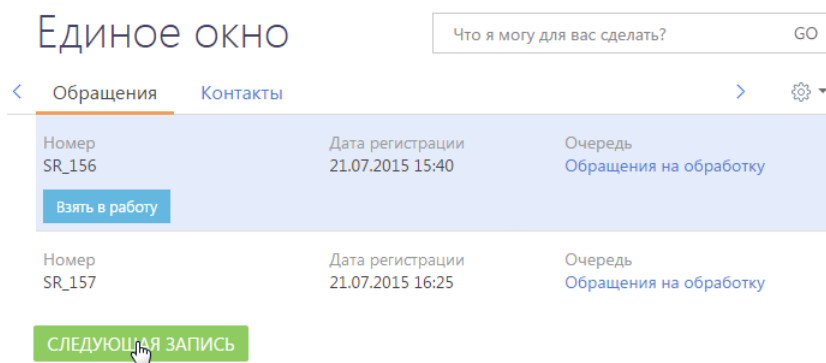 Единое окно
Что я могу для вас сделать? GO
Обращения Контакты
Номер Дата регистрации Очередь
SR_156 21.07.2015 15:40 Обращения на обработку
Взять в работу
Номер Дата регистрации Очередь
SR_157 21.07.2015 16:25 Обращения на обработку
СЛЕДУЮЩАЯ ЗАПИСЬ